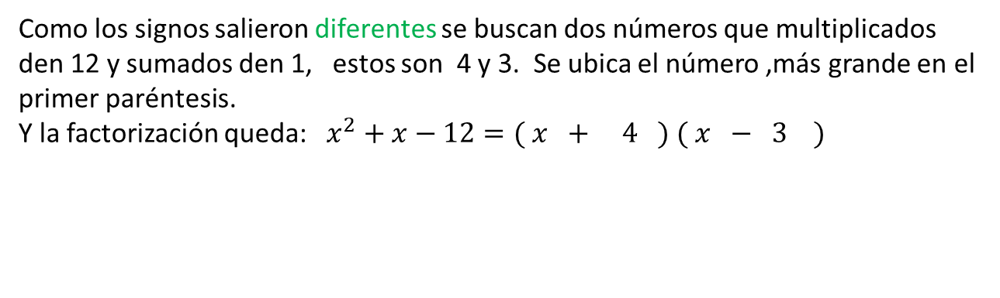 Como los signos salieron diferentes se buscan dos números que multiplicados
den 12 y sumados den 1, estos son 4 y 3. Se ubica el número ,más grande en el
primer paréntesis.
Y la factorización queda: x² + x − 12 = ( x + 4 ) ( x − 3 )